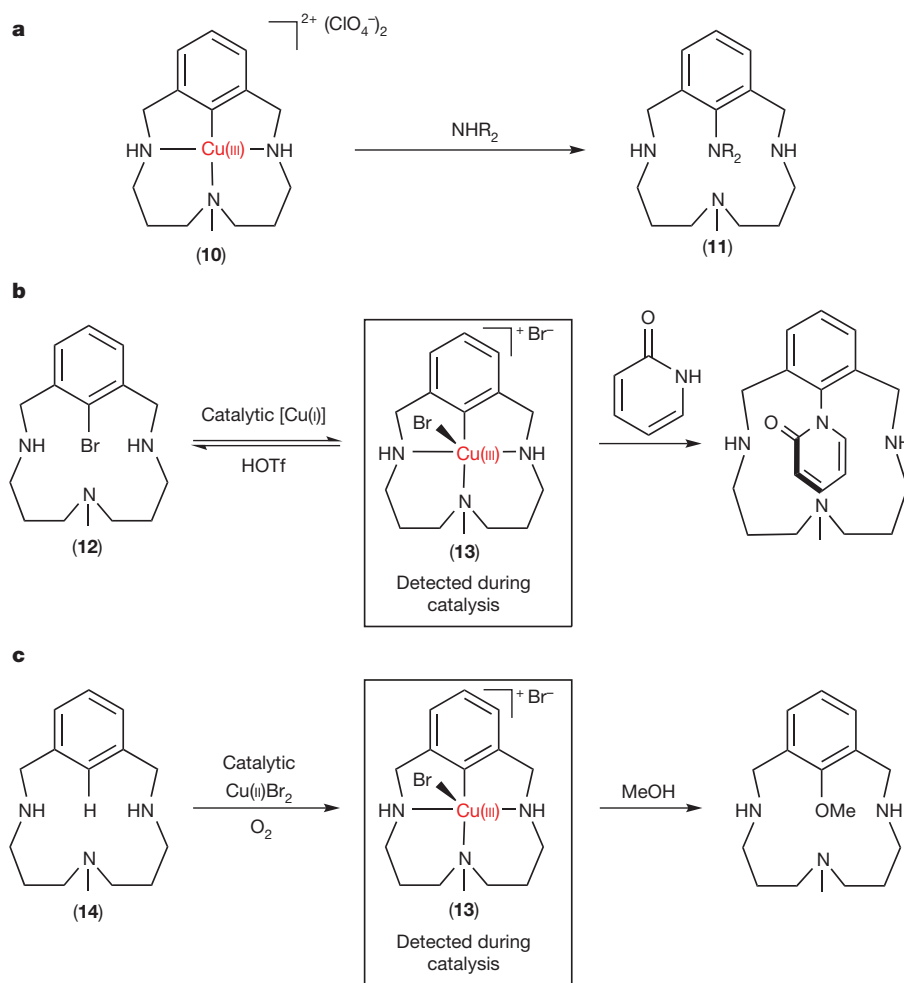 a
2+ (ClO4–)2
HN Cu(III) NH
N
(10)
NHR2
HN NR2 NH
N
(11)
b
NH Br HN
N
(12)
Catalytic [Cu(I)]
HOTf
+ Br–
Br
HN Cu(III) NH
N
(13)
Detected during
catalysis
O
NH
HN O N NH
N
c
NH H HN
N
(14)
Catalytic
Cu(II)Br2
O2
+ Br–
Br
HN Cu(III) NH
N
(13)
Detected during
catalysis
MeOH
NH OMe HN
N